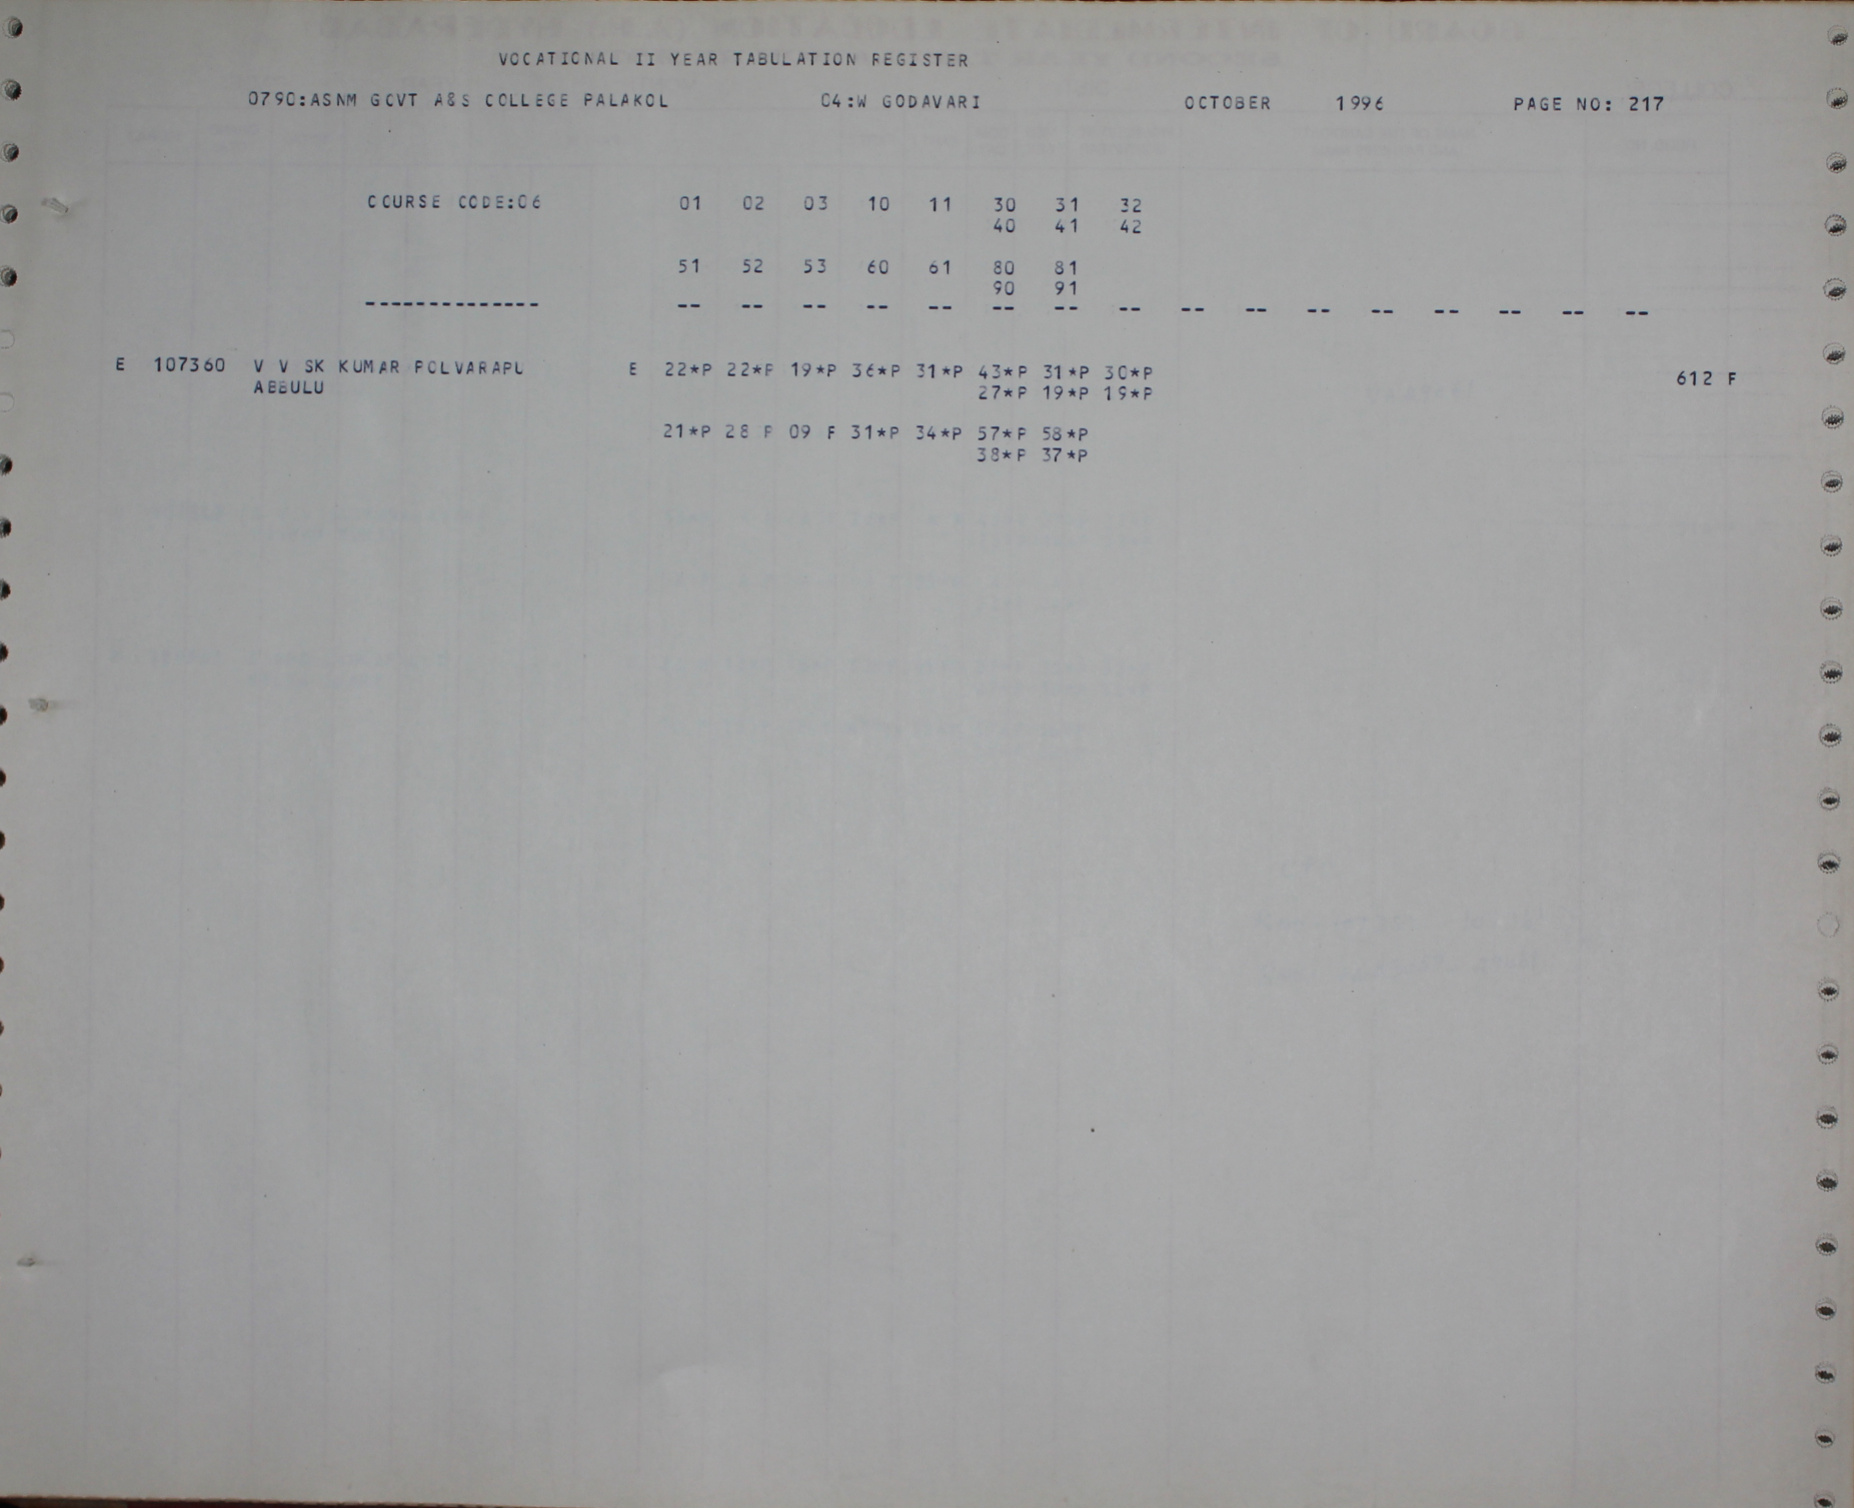 VOCATIONAL II YEAR TABULATION REGISTER
0790:ASNM GOVT A&S COLLEGE PALAKOL 04:W GODAVARI OCTOBER 1996 PAGE NO: 217
COURSE CODE:06 01 02 03 10 11 30 31 32
40 41 42
51 52 53 60 61 80 81
90 91
-------------- -- -- -- -- -- -- -- -- -- -- -- -- -- -- -- --
E 107360 V V SK KUMAR POLVARAPU E 22*P 22*P 19*P 36*P 31*P 43*P 31*P 30*P
ABBULU 27*P 19*P 19*P 612 F
21*P 28 P 09 F 31*P 34*P 57*P 58*P
38*P 37*P